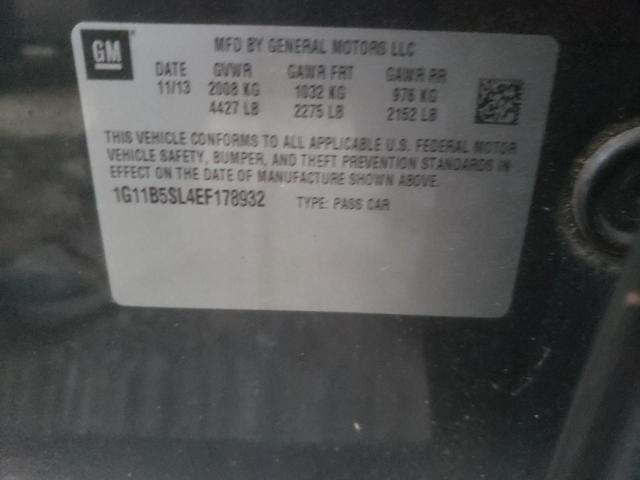 GM
MFD BY GENERAL MOTORS LLC
DATE GVWR GAWR FRT GAWR RR
11/13 2008 KG 1032 KG 976 KG
4427 LB 2275 LB 2152 LB
THIS VEHICLE CONFORMS TO ALL APPLICABLE U.S. FEDERAL MOTOR
VEHICLE SAFETY, BUMPER, AND THEFT PREVENTION STANDARDS IN
EFFECT ON THE DATE OF MANUFACTURE SHOWN ABOVE.
1G11B5SL4EF178932 TYPE: PASS CAR